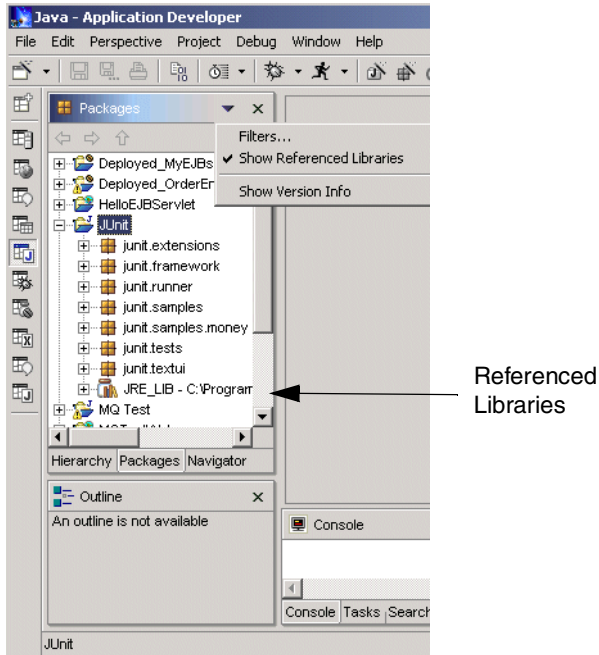 Java - Application Developer
File Edit Perspective Project Debug Window Help
Packages
Filters...
Show Referenced Libraries
Show Version Info
Deployed_MyEJBs
Deployed_OrderEn
HelloEJBServlet
JUnit
junit.extensions
junit.framework
junit.runner
junit.samples
junit.samples.money
junit.tests
junit.textui
JRE_LIB - C:\Program
MQ Test
Hierarchy Packages Navigator
Referenced
Libraries
Outline
An outline is not available
Console
Console Tasks Search
JUnit